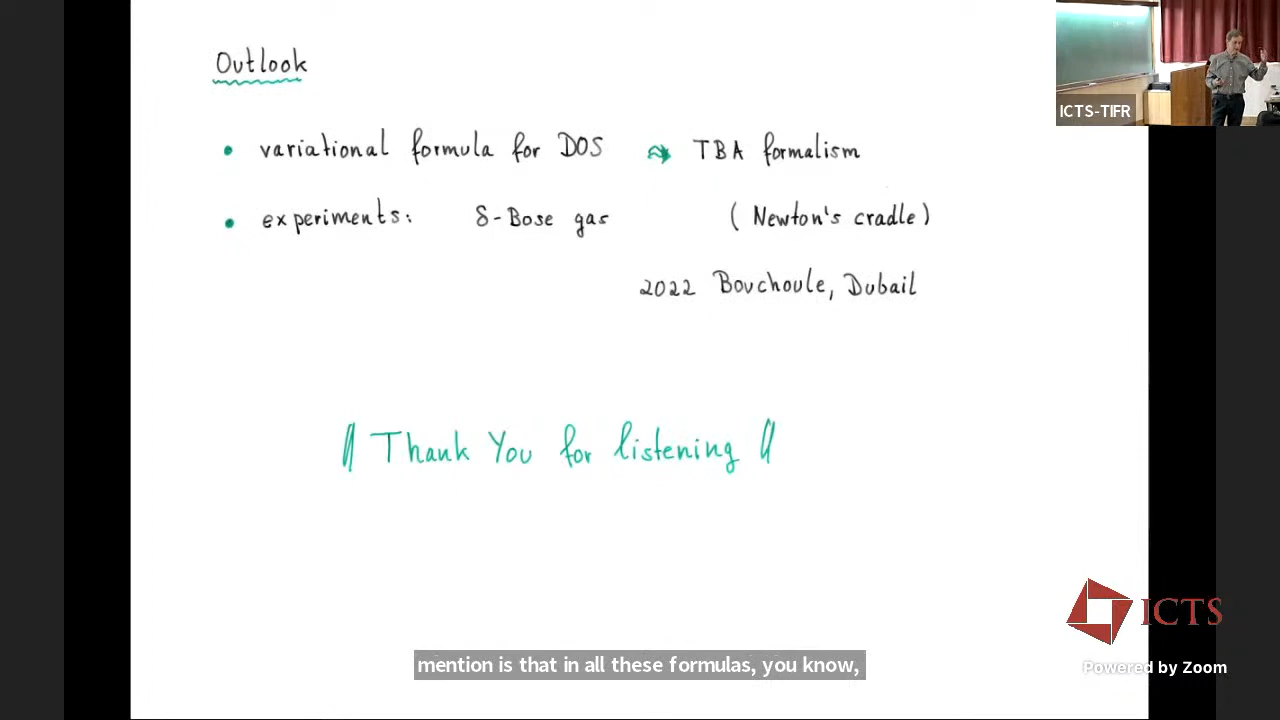 Outlook
• variational formula for DOS ⇝ TBA formalism
• experiments: δ-Bose gas (Newton's cradle)
2022 Bouchoule, Dubail
!! Thank You for listening !!
ICTS-TIFR
ICTS
mention is that in all these formulas, you know,
Powered by Zoom